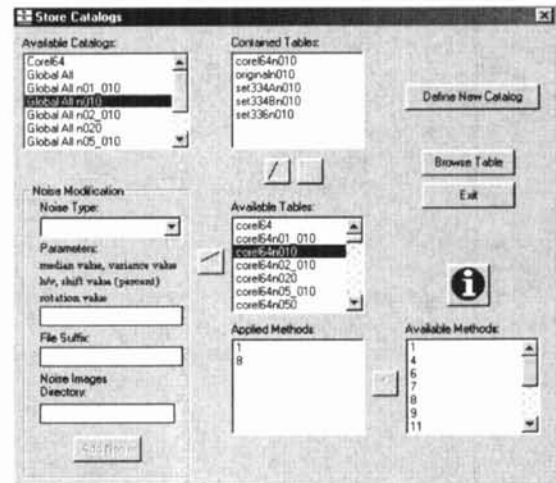 Store Catalogs
Available Catalogs:
Corel64
Global All
Global All n01_010
Global All n010
Global All n02_010
Global All n020
Global All n05_010
Contained Tables:
corel64n010
originaln010
set334An010
set334Bn010
set336n010
Define New Catalog
Browse Table
Exit
Noise Modification
Noise Type:
Parameters:
median value, variance value
h/v, shift value (percent)
rotation value
File Suffix:
Noise Images
Directory:
Available Tables:
corel64
corel64n01_010
corel64n010
corel64n02_010
corel64n020
corel64n05_010
corel64n050
Applied Methods:
1
8
Available Methods:
1
4
6
7
8
9
11